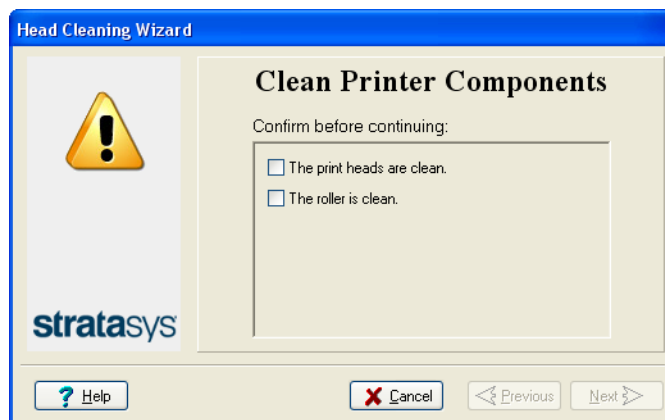 Head Cleaning Wizard
Clean Printer Components
Confirm before continuing:
The print heads are clean.
The roller is clean.
stratasys
? Help
Cancel
Previous
Next